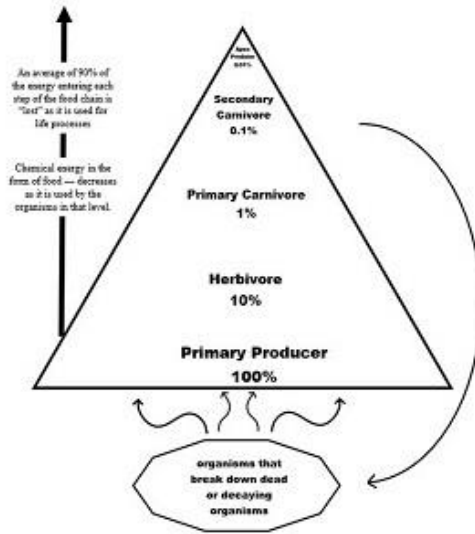 An average of 90% of
the energy entering each
step of the food chain is
"lost" as it is used for
life processes
Chemical energy in the
form of food — decreases
as it is used by the
organisms in that level.
Secondary
Carnivore
0.1%
Primary Carnivore
1%
Herbivore
10%
Primary Producer
100%
organisms that
break down dead
or decaying
organisms